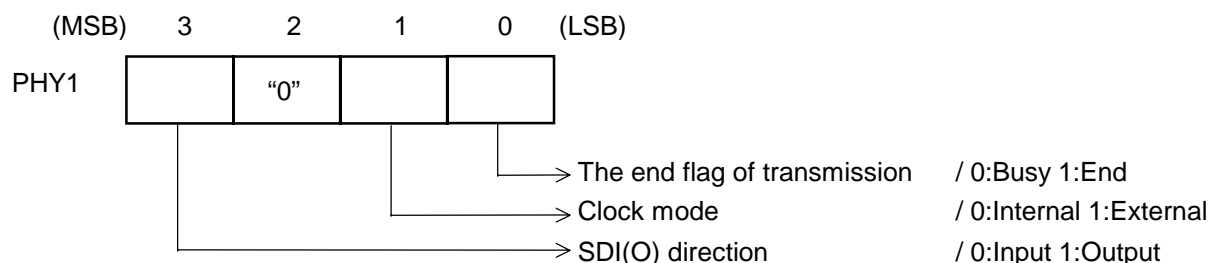 (MSB) 3 2 1 0 (LSB)
PHY1 “0”
The end flag of transmission / 0:Busy 1:End
Clock mode / 0:Internal 1:External
SDI(O) direction / 0:Input 1:Output